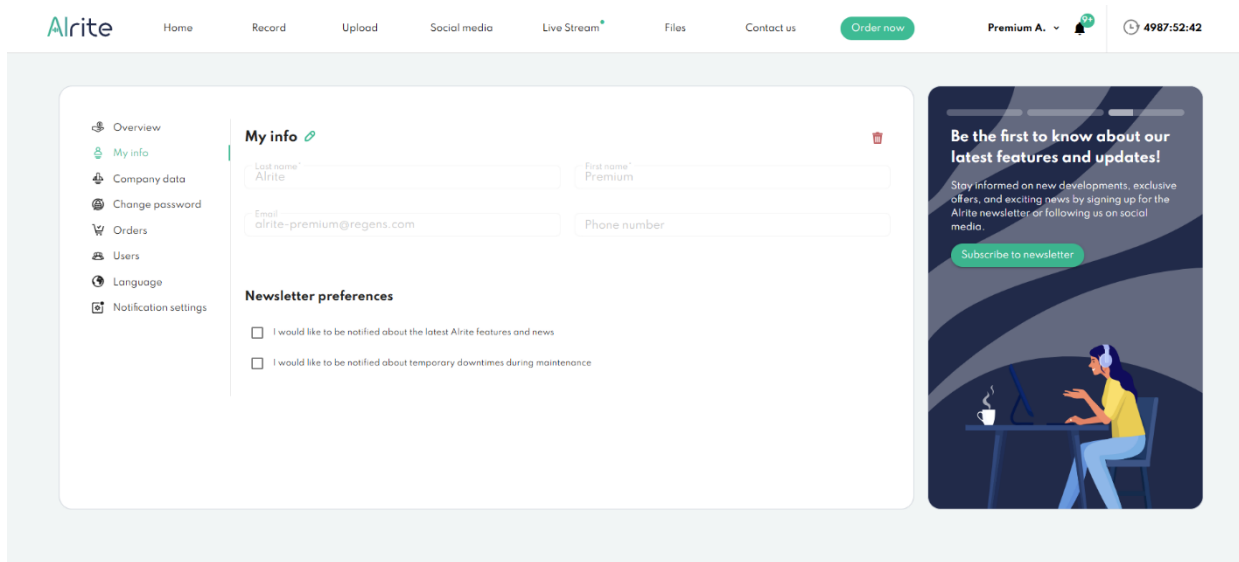 Alrite
Home
Record
Upload
Social media
Live Stream
Files
Contact us
Order now
Premium A.
9+
4987:52:42
Overview
My info
Company data
Change password
Orders
Users
Language
Notification settings
My info
Last name*
Alrite
First name*
Premium
Email
alrite-premium@regens.com
Phone number
Newsletter preferences
I would like to be notified about the latest Alrite features and news
I would like to be notified about temporary downtimes during maintenance
Be the first to know about our
latest features and updates!
Stay informed on new developments, exclusive
offers, and exciting news by signing up for the
Alrite newsletter or following us on social
media.
Subscribe to newsletter